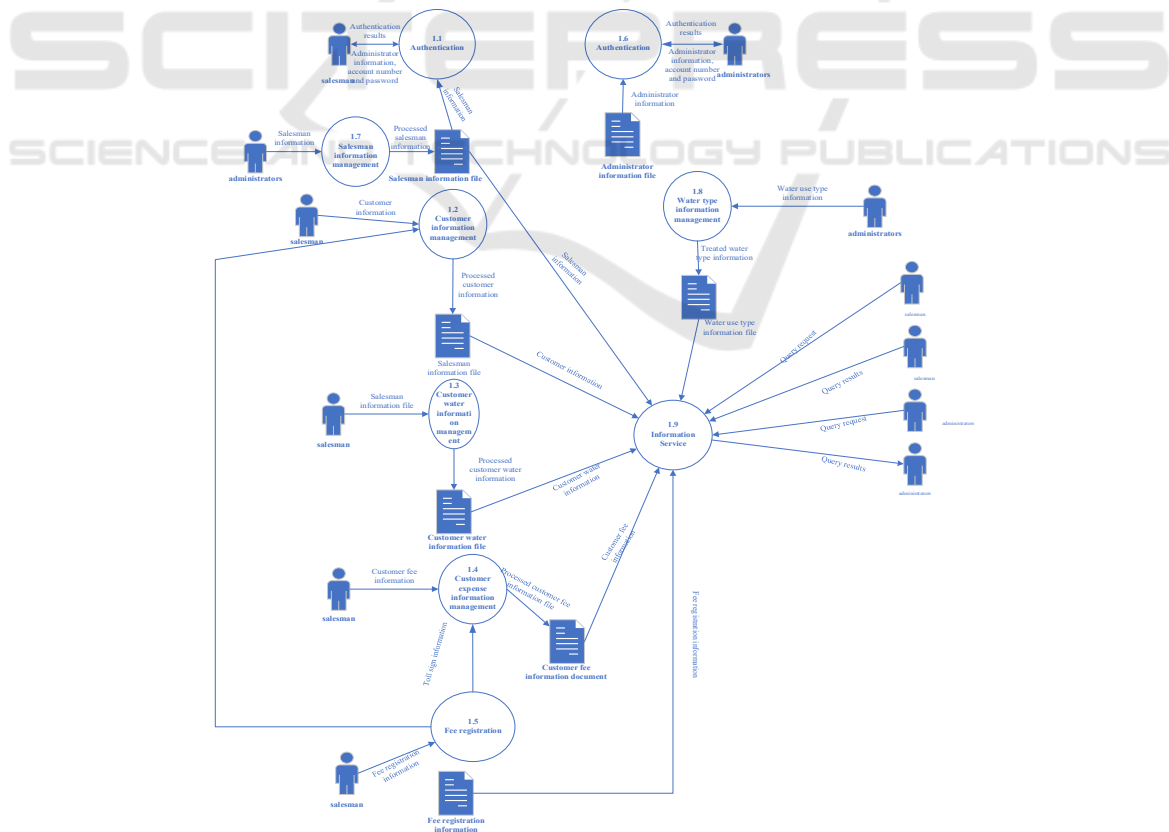 SCITEPRESS
SCIENCE AND TECHNOLOGY PUBLICATIONS
Authentication
results
Administrator
information,
account number
and password
salesman
1.1
Authentication
1.6
Authentication
Authentication
results
Administrator
information,
account number
and password
administrators
Salesman
information
Administrator
information
Administrator
information file
administrators
Salesman
information
1.7
Salesman
information
management
Processed
salesman
information
Salesman information file
salesman
Customer
information
1.2
Customer
information
management
1.8
Water type
information
management
Water use type
information
administrators
Treated water
type information
Water use type
information file
Salesman
information
Processed
customer
information
Salesman
information file
Customer information
salesman
salesman
administration
administration
Query request
Query results
Query request
Query results
salesman
Salesman
information file
1.3
Customer
water
informati
on
managem
ent
1.9
Information
Service
Processed
customer water
information
Customer water
information file
Customer water
information
salesman
Customer fee
information
1.4
Customer
expense
information
management
Processed customer fee
information file
Customer fee
information document
Customer fee
information
Fee registration information
Toll sign information
1.5
Fee registration
salesman
Fee registration
information
Fee registration
information